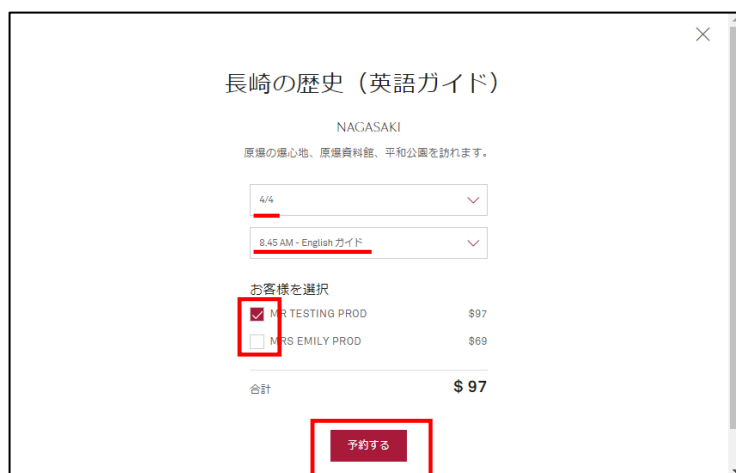 長崎の歴史（英語ガイド）
NAGASAKI
原爆の爆心地、原爆資料館、平和公園を訪れます。
4/4
8.45 AM - English ガイド
お客様を選択
MR TESTING PROD $97
MRS EMILY PROD $69
合計 $ 97
予約する